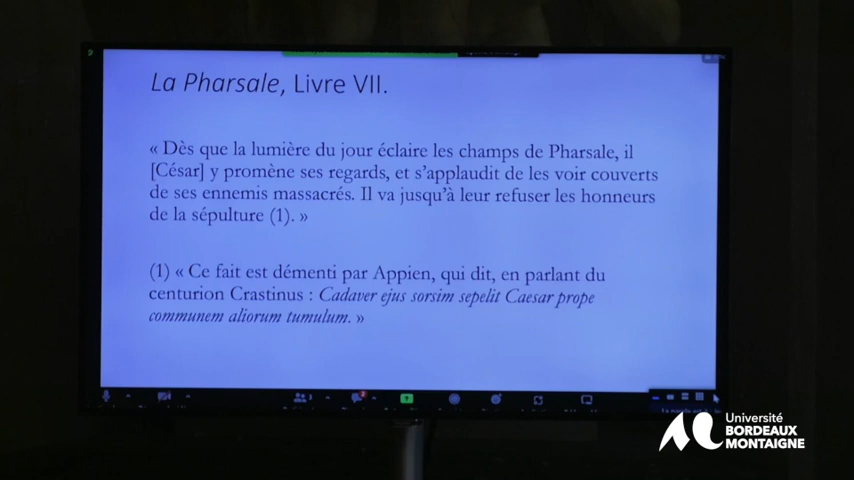 La Pharsale, Livre VII.
« Dès que la lumière du jour éclaire les champs de Pharsale, il
[César] y promène ses regards, et s'applaudit de les voir couverts
de ses ennemis massacrés. Il va jusqu'à leur refuser les honneurs
de la sépulture (1). »
(1) « Ce fait est démenti par Appien, qui dit, en parlant du
centurion Crastinus : Cadaver ejus sorsim sepelit Caesar prope
communem aliorum tumulum. »
Université
BORDEAUX
MONTAIGNE